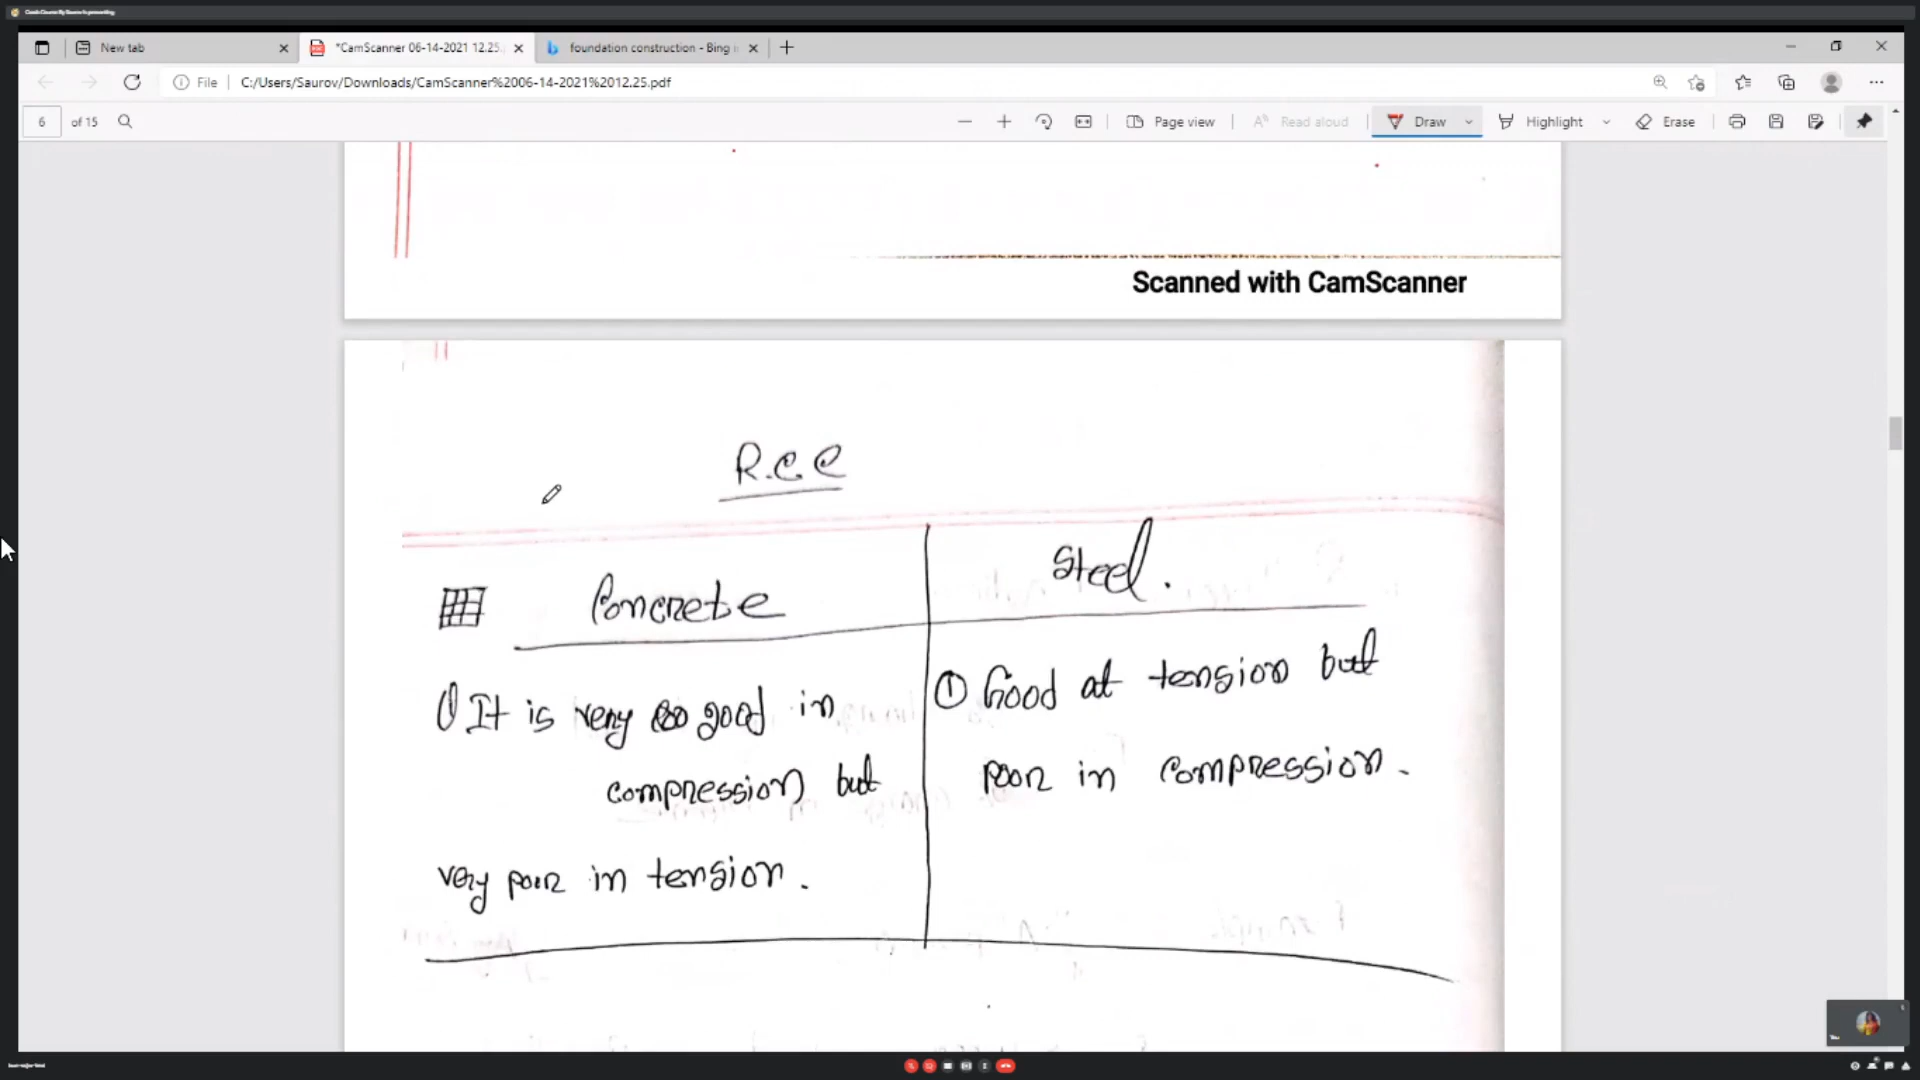 New tab
*CamScanner 06-14-2021 12.25.
foundation construction - Bing i
File
C:/Users/Saurov/Downloads/CamScanner%2006-14-2021%2012.25.pdf
6 of 15
Page view
Read aloud
Draw
Highlight
Erase
Scanned with CamScanner
R.C.C
Concrete
Steel.
① It is very good in
compression but
very poor in tension.
① Good at tension but
poor in compression.